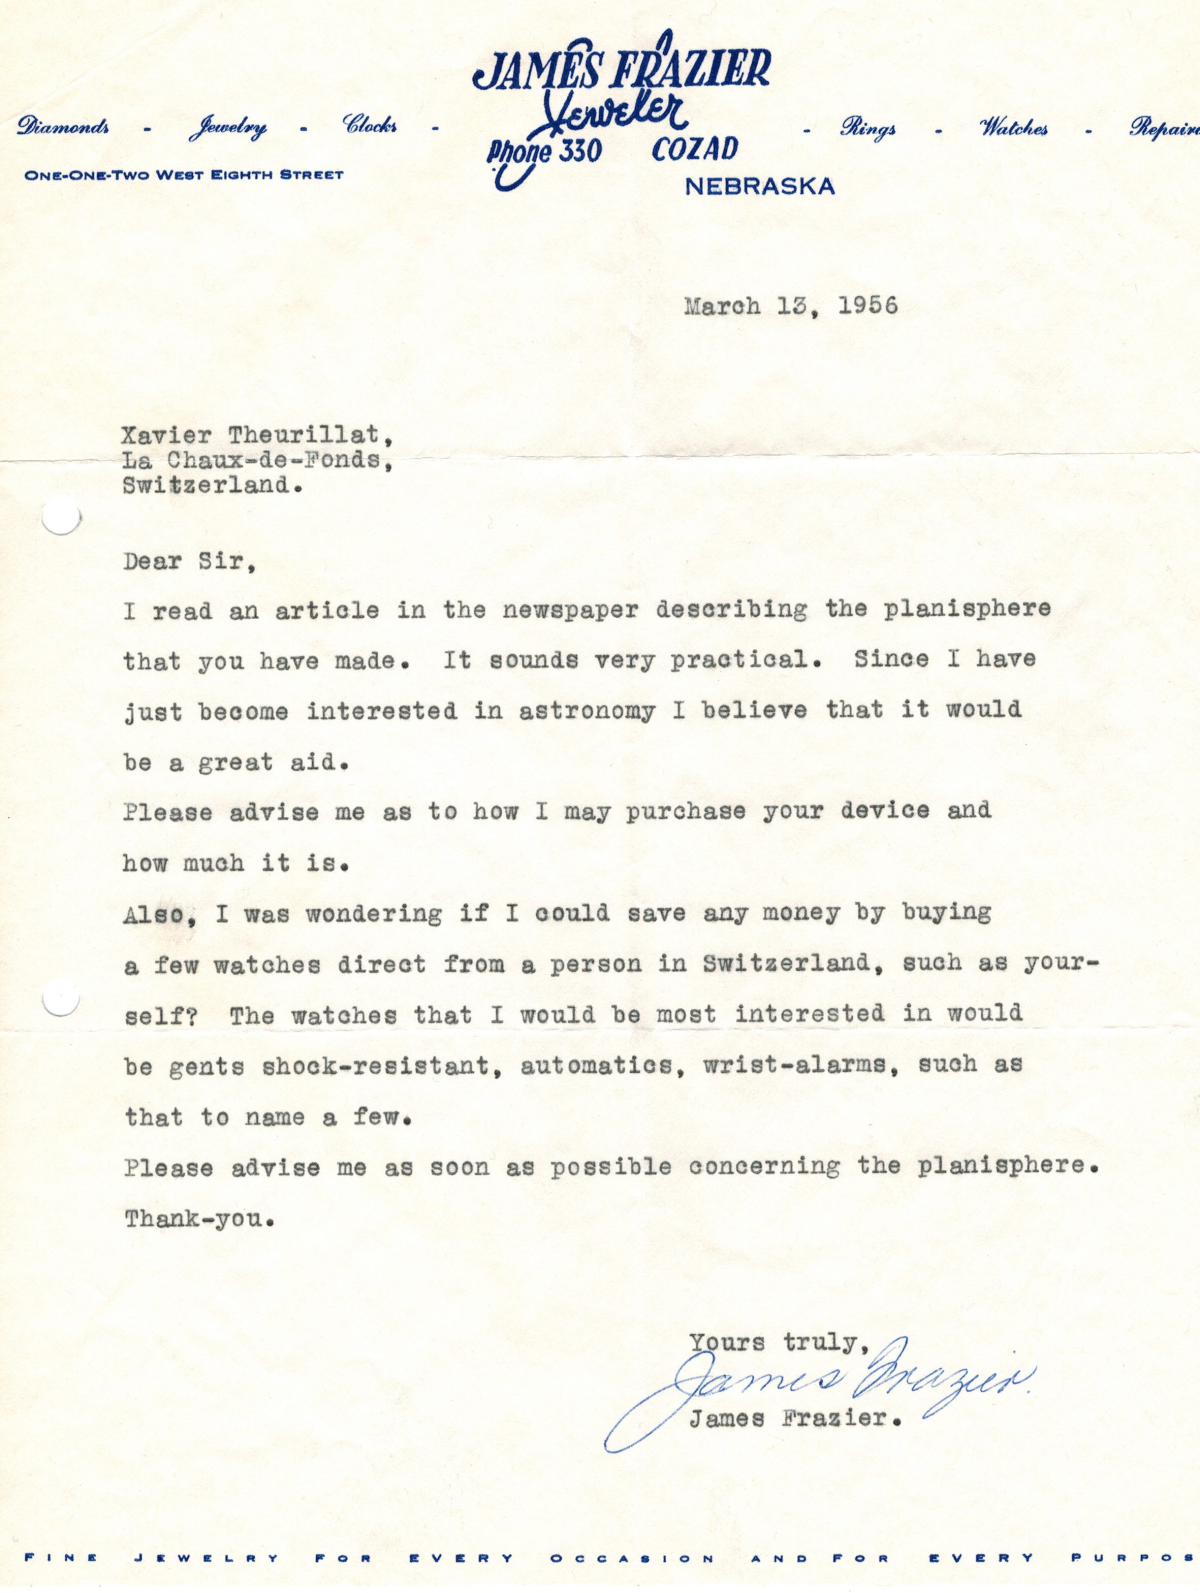 JAMES FRAZIER
Jeweler
Diamonds - Jewelry - Clocks - - Rings - Watches -
Phone 330 COZAD
ONE-ONE-TWO WEST EIGHTH STREET
NEBRASKA
March 13, 1956
Xavier Theurillat,
La Chaux-de-Fonds,
Switzerland.
Dear Sir,
I read an article in the newspaper describing the planisphere
that you have made. It sounds very practical. Since I have
just become interested in astronomy I believe that it would
be a great aid.
Please advise me as to how I may purchase your device and
how much it is.
Also, I was wondering if I could save any money by buying
a few watches direct from a person in Switzerland, such as your-
self? The watches that I would be most interested in would
be gents shock-resistant, automatics, wrist-alarms, such as
that to name a few.
Please advise me as soon as possible concerning the planisphere.
Thank-you.
Yours truly,
James Frazier.
James Frazier.
FINE JEWELRY FOR EVERY OCCASION AND FOR EVERY PURPOS